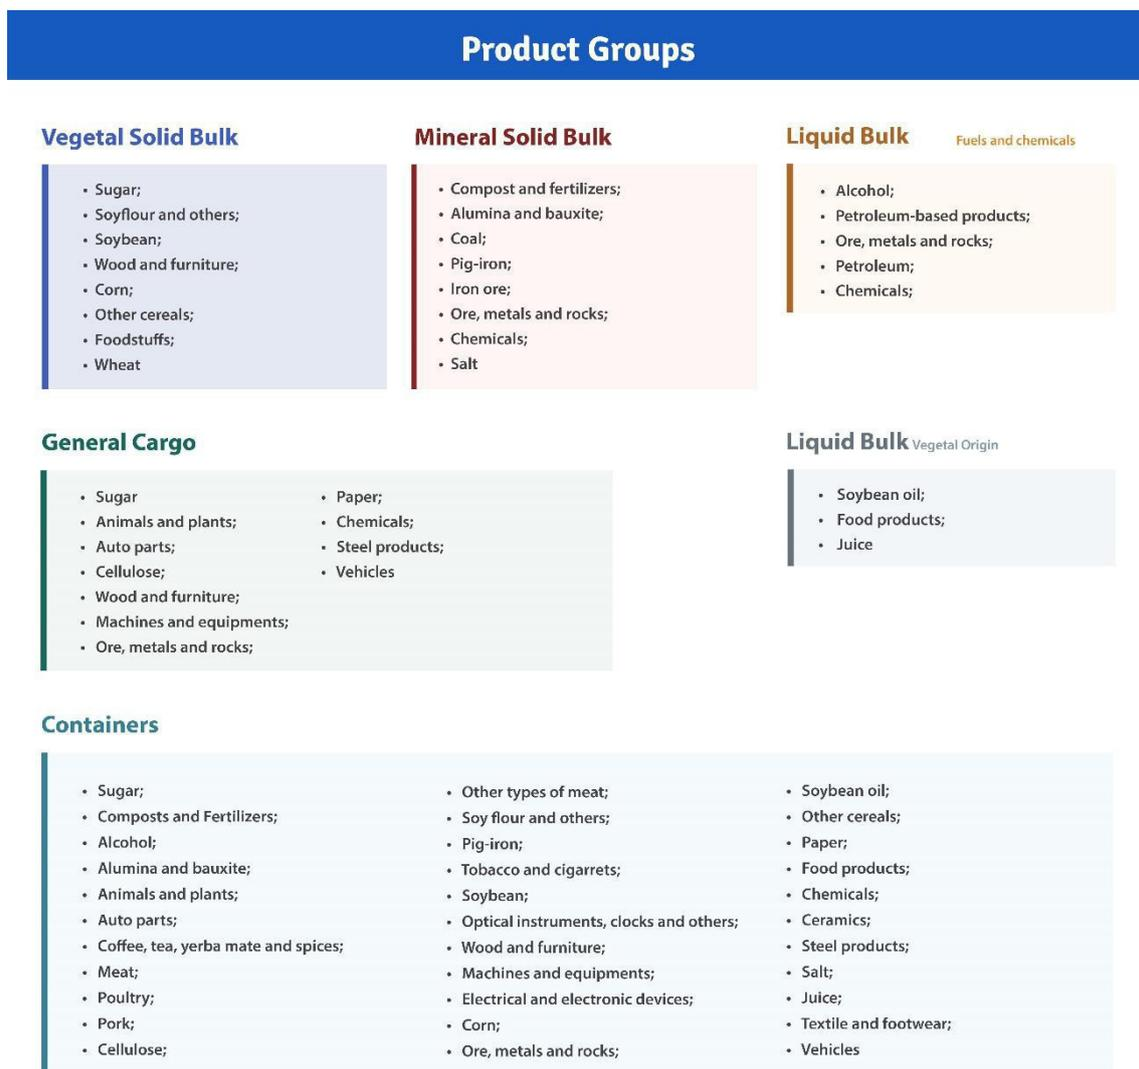 Product Groups
Vegetal Solid Bulk
• Sugar;
• Soyflour and others;
• Soybean;
• Wood and furniture;
• Corn;
• Other cereals;
• Foodstuffs;
• Wheat
Mineral Solid Bulk
• Compost and fertilizers;
• Alumina and bauxite;
• Coal;
• Pig-iron;
• Iron ore;
• Ore, metals and rocks;
• Chemicals;
• Salt
Liquid Bulk Fuels and chemicals
• Alcohol;
• Petroleum-based products;
• Ore, metals and rocks;
• Petroleum;
• Chemicals;
General Cargo
• Sugar
• Animals and plants;
• Auto parts;
• Cellulose;
• Wood and furniture;
• Machines and equipments;
• Ore, metals and rocks;
• Paper;
• Chemicals;
• Steel products;
• Vehicles
Liquid Bulk Vegetal Origin
• Soybean oil;
• Food products;
• Juice
Containers
• Sugar;
• Composts and Fertilizers;
• Alcohol;
• Alumina and bauxite;
• Animals and plants;
• Auto parts;
• Coffee, tea, yerba mate and spices;
• Meat;
• Poultry;
• Pork;
• Cellulose;
• Other types of meat;
• Soy flour and others;
• Pig-iron;
• Tobacco and cigarrets;
• Soybean;
• Optical instruments, clocks and others;
• Wood and furniture;
• Machines and equipments;
• Electrical and electronic devices;
• Corn;
• Ore, metals and rocks;
• Soybean oil;
• Other cereals;
• Paper;
• Food products;
• Chemicals;
• Ceramics;
• Steel products;
• Salt;
• Juice;
• Textile and footwear;
• Vehicles